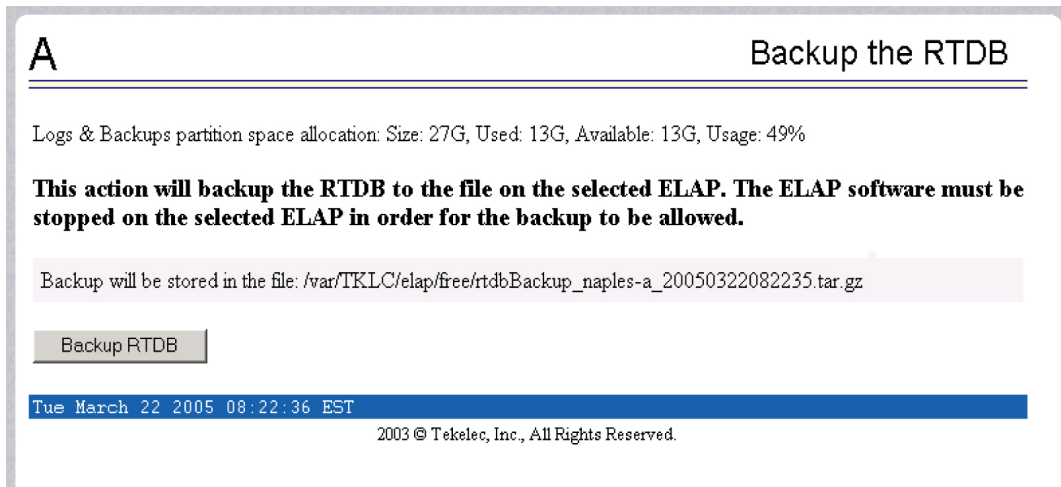 A
Backup the RTDB
Logs & Backups partition space allocation: Size: 27G, Used: 13G, Available: 13G, Usage: 49%
This action will backup the RTDB to the file on the selected ELAP. The ELAP software must be
stopped on the selected ELAP in order for the backup to be allowed.
Backup will be stored in the file: /var/TKLC/elap/free/rtdbBackup_naples-a_20050322082235.tar.gz
Backup RTDB
Tue March 22 2005 08:22:36 EST
2003 © Tekelec, Inc., All Rights Reserved.